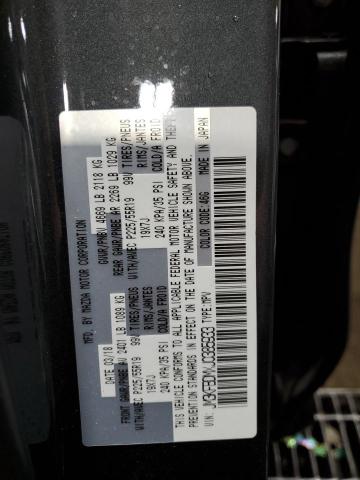 MFD. BY MAZDA MOTOR CORPORATION
DATE 03/18 GVWR/PNBV 4669 LB 2118 KG
FRONT GAWR/PNBE AV 2401 LB 1089 KG REAR GAWR/PNBE AR 2269 LB 1029 KG
WITH/AVEC P225/55R19 99V TIRES/PNEUS WITH/AVEC P225/55R19 99V TIRES/PNEUS
19X7J RIMS/JANTES 19X7J RIMS/JANTES
240 KPA/35 PSI COLD/A FROID 240 KPA/35 PSI COLD/A FROID
THIS VEHICLE CONFORMS TO ALL APPLICABLE FEDERAL MOTOR VEHICLE SAFETY AND THEFT
PREVENTION STANDARDS IN EFFECT ON THE DATE OF MANUFACTURE SHOWN ABOVE
VIN: TYPE:MPV COLOR CODE 46G MADE IN JAPAN